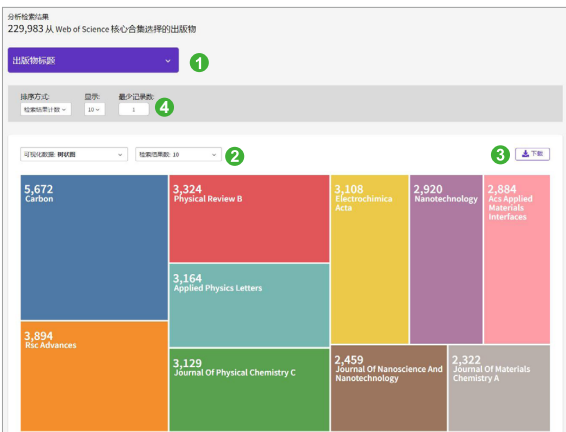 分析检索结果
229,983 从 Web of Science 核心合集选择的出版物
出版物标题
1
排序方式: 显示: 最少记录数:
检索结果计数 10 1
4
可视化数据: 树状图
检索结果数: 10
2
3
下载
5,672
Carbon
3,324
Physical Review B
3,108
Electrochimica
Acta
2,920
Nanotechnology
2,884
Acs Applied
Materials
Interfaces
3,164
Applied Physics Letters
3,894
Rsc Advances
3,129
Journal Of Physical Chemistry C
2,459
Journal Of Nanoscience And
Nanotechnology
2,322
Journal Of Materials
Chemistry A